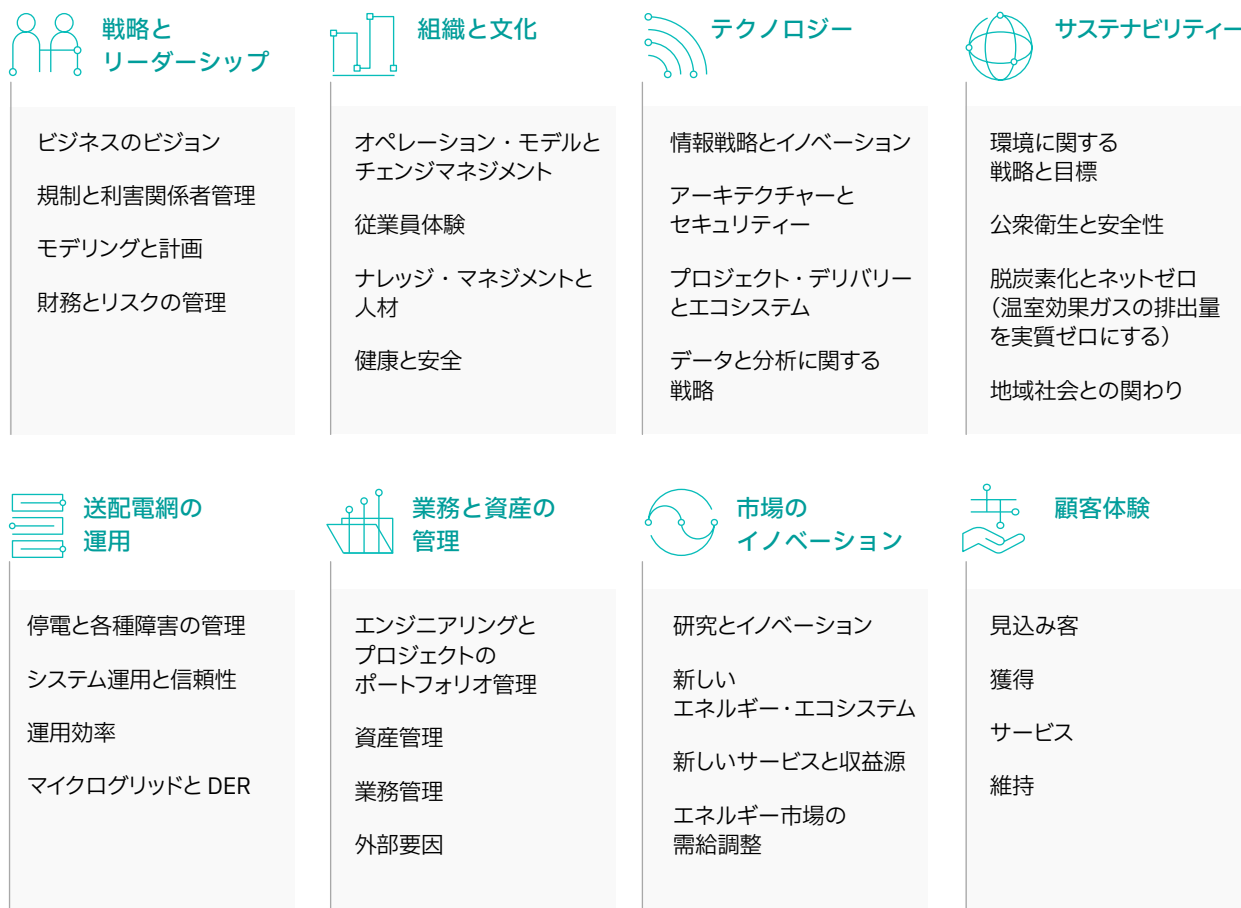 戦略と
リーダーシップ
ビジネスのビジョン
規制と利害関係者管理
モデリングと計画
財務とリスクの管理
組織と文化
オペレーション・モデルと
チェンジマネジメント
従業員体験
ナレッジ・マネジメントと
人材
健康と安全
テクノロジー
情報戦略とイノベーション
アーキテクチャーと
セキュリティー
プロジェクト・デリバリー
とエコシステム
データと分析に関する
戦略
サステナビリティー
環境に関する
戦略と目標
公衆衛生と安全性
脱炭素化とネットゼロ
（温室効果ガスの排出量
を実質ゼロにする）
地域社会との関わり
送配電網の
運用
停電と各種障害の管理
システム運用と信頼性
運用効率
マイクログリッドと DER
業務と資産の
管理
エンジニアリングと
プロジェクトの
ポートフォリオ管理
資産管理
業務管理
外部要因
市場の
イノベーション
研究とイノベーション
新しい
エネルギー・エコシステム
新しいサービスと収益源
エネルギー市場の
需給調整
顧客体験
見込み客
獲得
サービス
維持